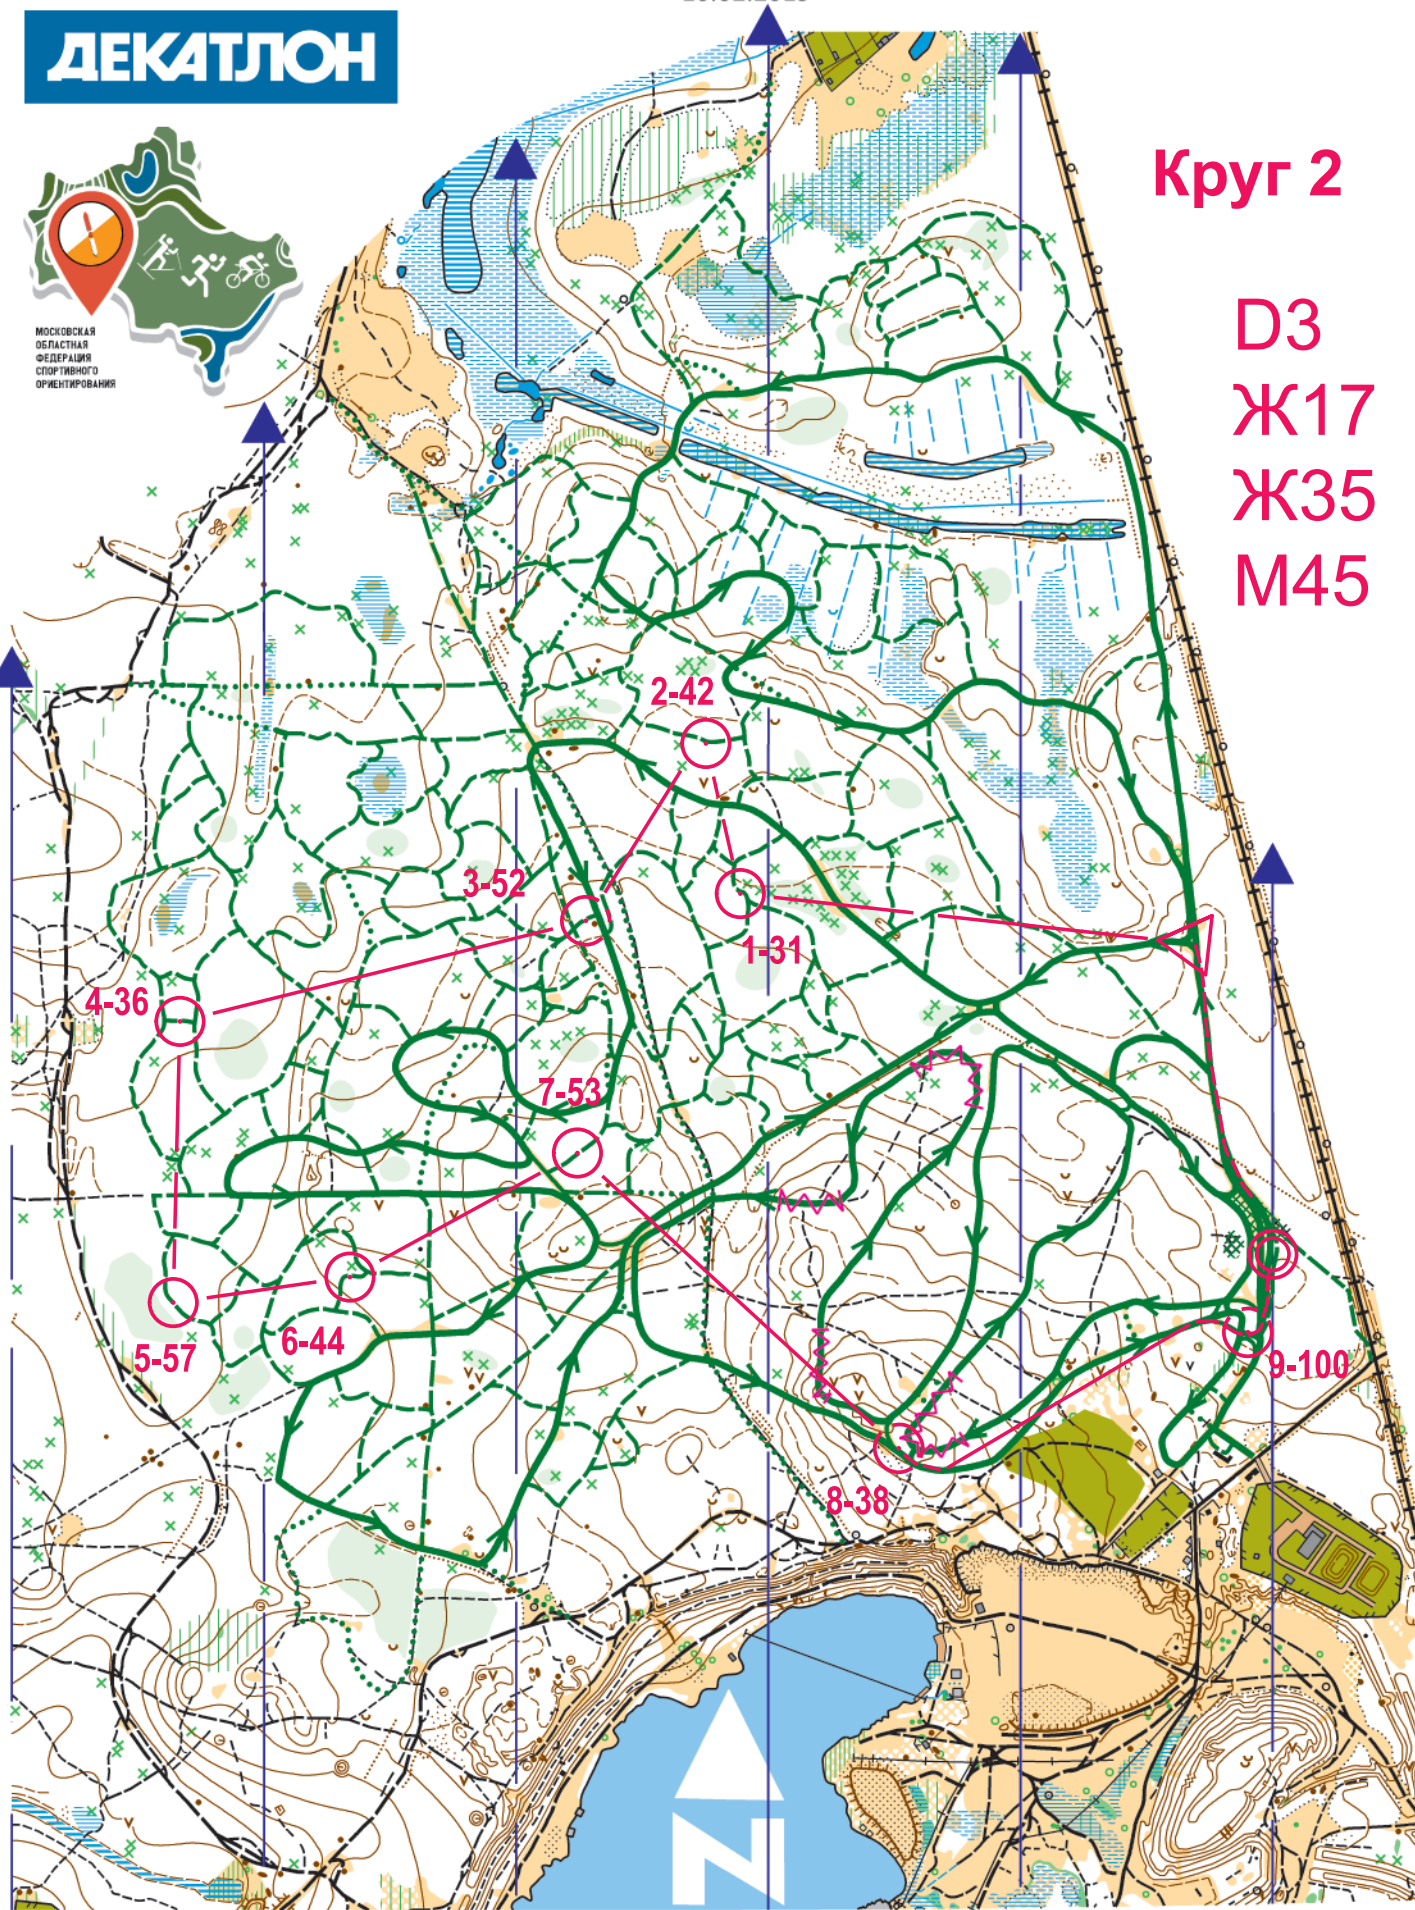 ДЕКАТЛОН
МОСКОВСКАЯ
ОБЛАСТНАЯ
ФЕДЕРАЦИЯ
СПОРТИВНОГО
ОРИЕНТИРОВАНИЯ
Круг 2
D3
Ж17
Ж35
М45
2-42
3-52
1-31
4-36
7-53
6-44
5-57
9-100
8-38
N